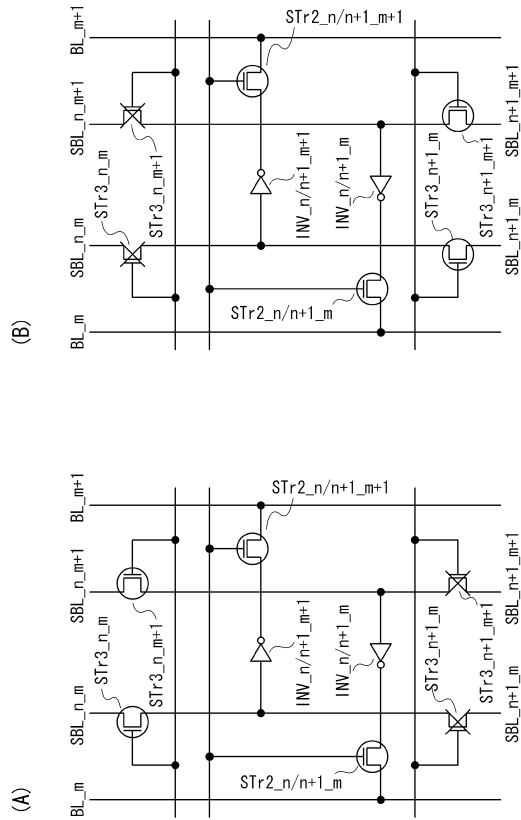 (B)
BL_m
SBL_n_m
SBL_n_m+1
BL_m+1
STr3_n_m
STr3_n_m+1
STr2_n/n+1_m+1
INV_n/n+1_m+1
INV_n/n+1_m
STr2_n/n+1_m
STr3_n+1_m
STr3_n+1_m+1
SBL_n+1_m
SBL_n+1_m+1
(A)
BL_m
SBL_n_m
SBL_n_m+1
BL_m+1
STr3_n_m
STr3_n_m+1
STr2_n/n+1_m+1
INV_n/n+1_m+1
INV_n/n+1_m
STr2_n/n+1_m
STr3_n+1_m
STr3_n+1_m+1
SBL_n+1_m
SBL_n+1_m+1